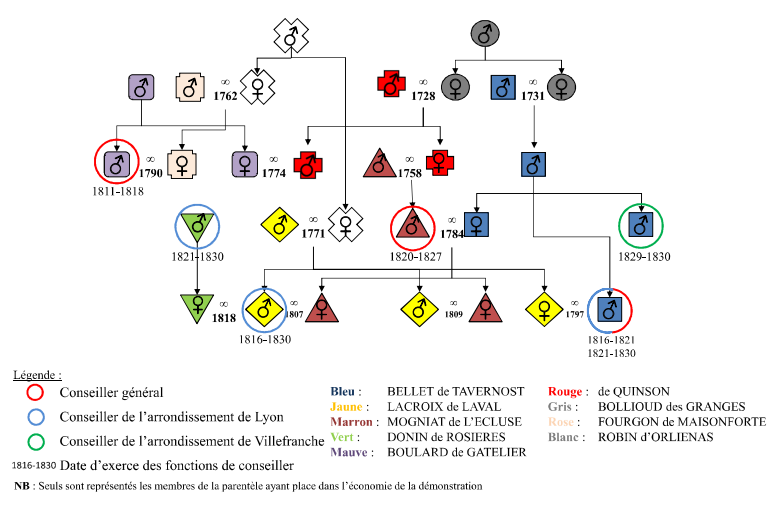 ∞ 1762
∞ 1728
∞ 1731
∞ 1790
∞ 1774
∞ 1758
1811-1818
∞ 1771
∞ 1784
1821-1830
1820-1827
1829-1830
∞ 1818
∞ 1807
∞ 1809
∞ 1797
1816-1830
1816-1821
1821-1830
Légende :
Conseiller général
Conseiller de l'arrondissement de Lyon
Conseiller de l'arrondissement de Villefranche
1816-1830 Date d'exerce des fonctions de conseiller
Bleu : BELLET de TAVERNOST
Jaune : LACROIX de LAVAL
Marron : MOGNIAT de L'ECLUSE
Vert : DONIN de ROSIERES
Mauve : BOULARD de GATELIER
Rouge : de QUINSON
Gris : BOLLIOUD des GRANGES
Rose : FOURGON de MAISONFORTE
Blanc : ROBIN d'ORLIENAS
NB : Seuls sont représentés les membres de la parentèle ayant place dans l'économie de la démonstration